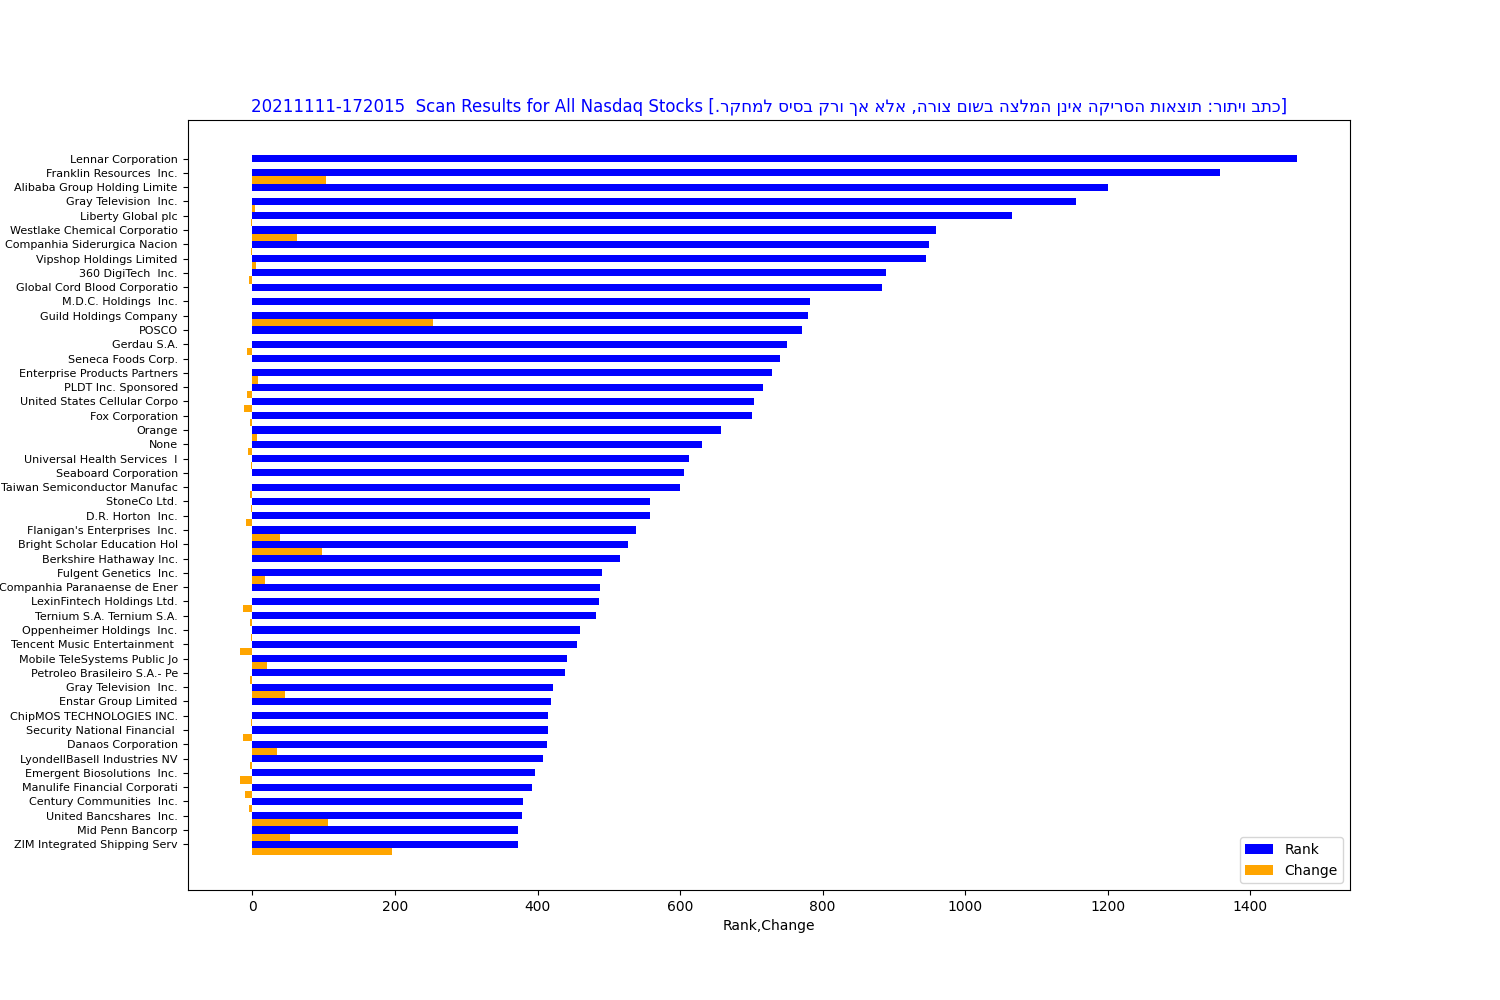 20211111-172015  Scan Results for All Nasdaq Stocks [כתב ויתור: תוצאות הסריקה אינן המלצה בשום צורה, אלא אך ורק בסיס למחקר.]
Lennar Corporation
Franklin Resources  Inc.
Alibaba Group Holding Limite
Gray Television  Inc.
Liberty Global plc
Westlake Chemical Corporatio
Companhia Siderurgica Nacion
Vipshop Holdings Limited
360 DigiTech  Inc.
Global Cord Blood Corporatio
M.D.C. Holdings  Inc.
Guild Holdings Company
POSCO
Gerdau S.A.
Seneca Foods Corp.
Enterprise Products Partners
PLDT Inc. Sponsored
United States Cellular Corpo
Fox Corporation
Orange
None
Universal Health Services  I
Seaboard Corporation
Taiwan Semiconductor Manufac
StoneCo Ltd.
D.R. Horton  Inc.
Flanigan's Enterprises  Inc.
Bright Scholar Education Hol
Berkshire Hathaway Inc.
Fulgent Genetics  Inc.
Companhia Paranaense de Ener
LexinFintech Holdings Ltd.
Ternium S.A. Ternium S.A.
Oppenheimer Holdings  Inc.
Tencent Music Entertainment
Mobile TeleSystems Public Jo
Petroleo Brasileiro S.A.- Pe
Gray Television  Inc.
Enstar Group Limited
ChipMOS TECHNOLOGIES INC.
Security National Financial
Danaos Corporation
LyondellBasell Industries NV
Emergent Biosolutions  Inc.
Manulife Financial Corporati
Century Communities  Inc.
United Bancshares  Inc.
Mid Penn Bancorp
ZIM Integrated Shipping Serv
Rank
Change
0 200 400 600 800 1000 1200 1400
Rank,Change